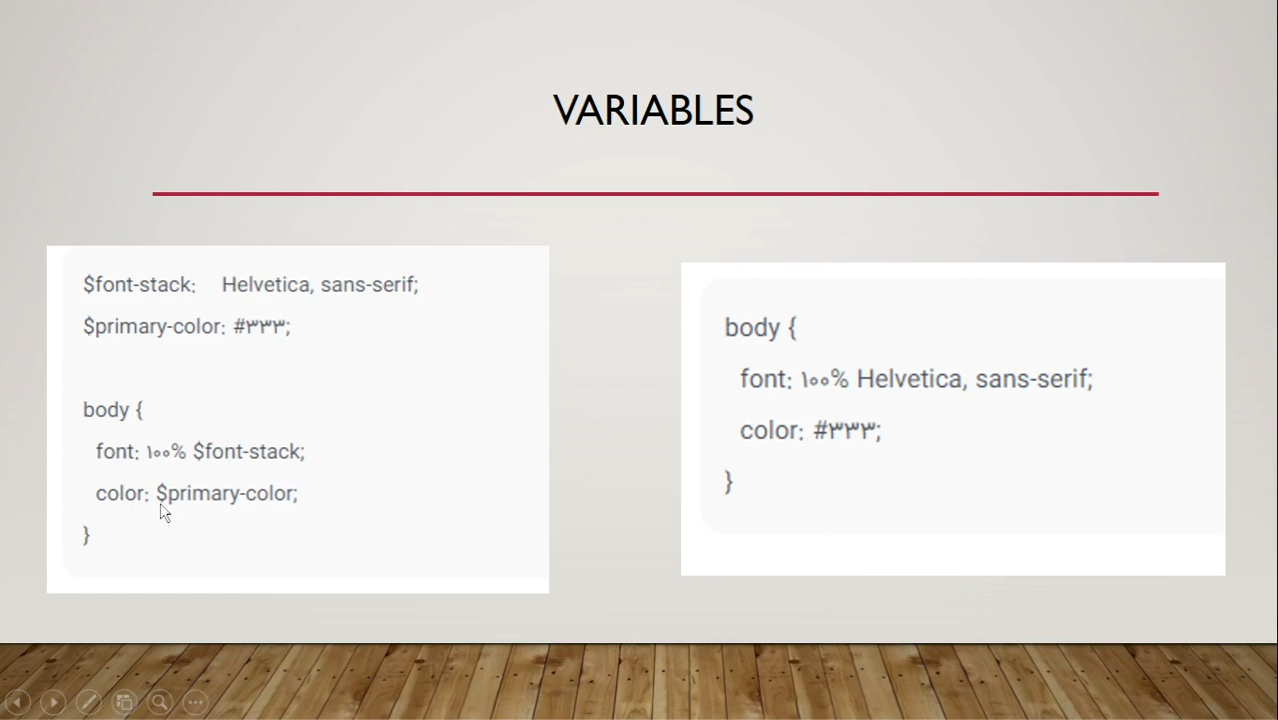 VARIABLES
$font-stack: Helvetica, sans-serif;
$primary-color: #۳۳۳;
body {
font: ۱۰۰% $font-stack;
color: $primary-color;
}
body {
font: ۱۰۰% Helvetica, sans-serif;
color: #۳۳۳;
}